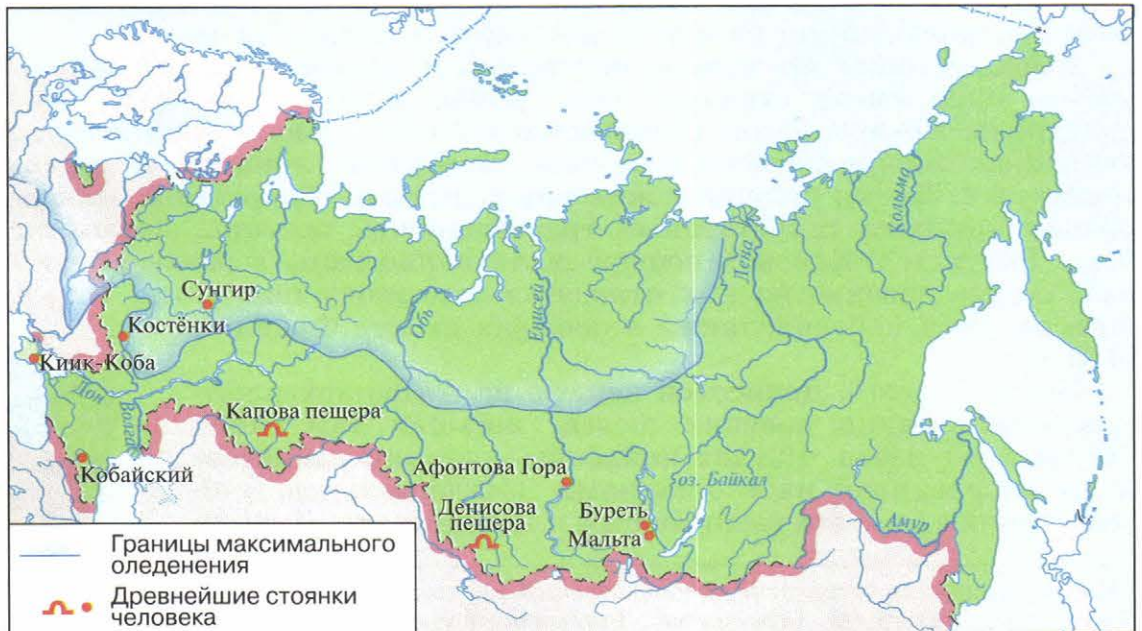 Колыма
Лена
Сунгир
Обь
Енисей
Костёнки
Киик-Коба
Дон
Волга
Капова пещера
Кобайский
Афонтова Гора
оз. Байкал
Денисова
пещера
Буреть
Мальта
Амур
Границы максимального
оледенения
Древнейшие стоянки
человека